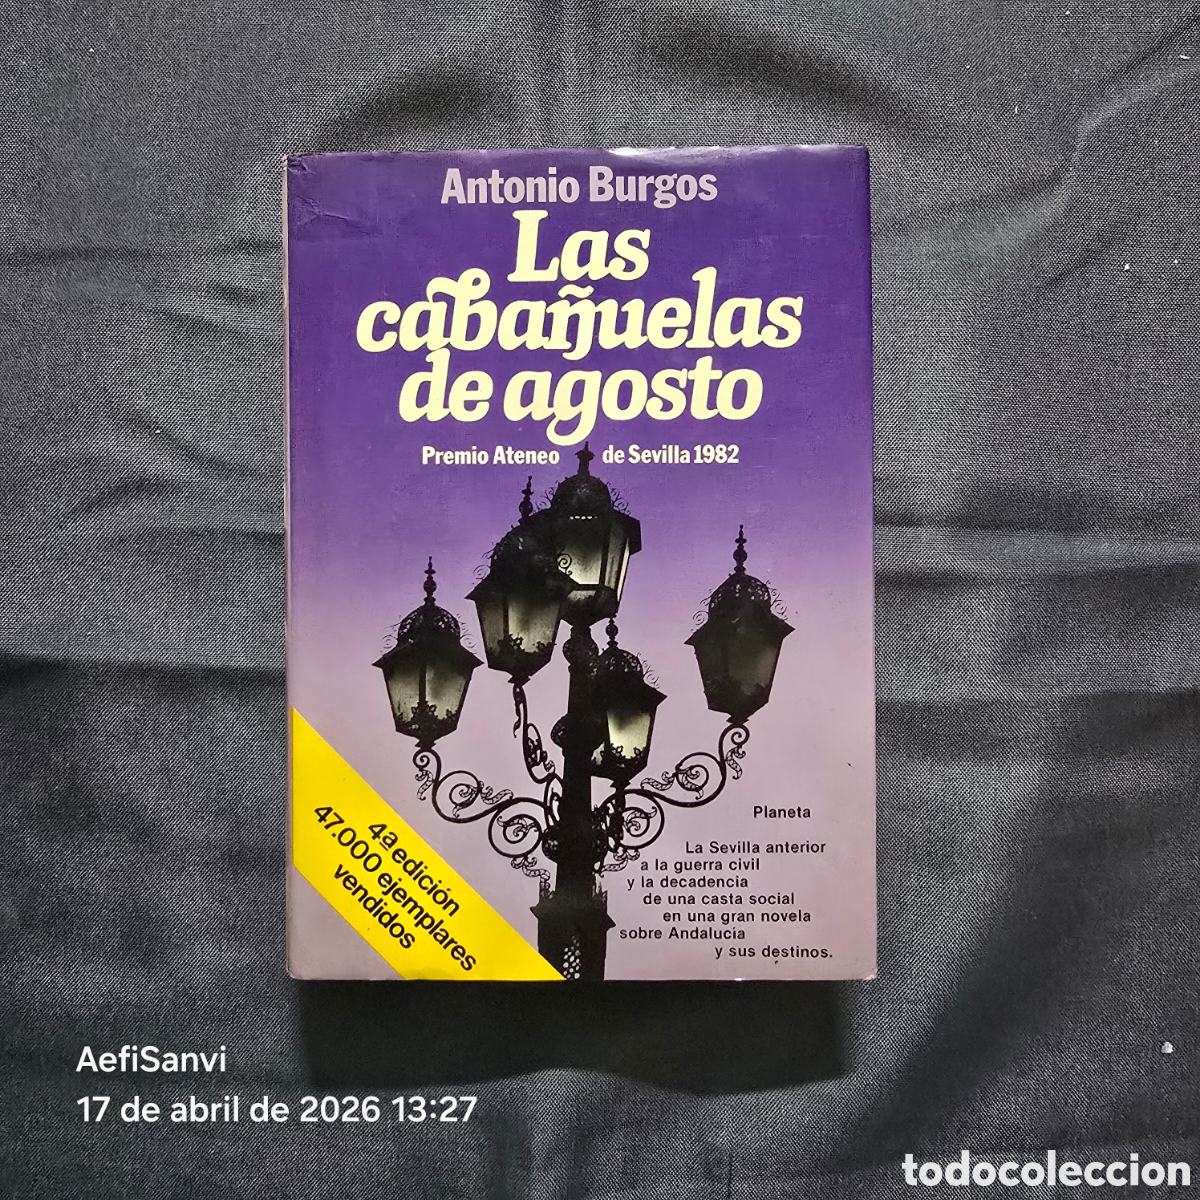 Antonio Burgos
Las
cabañuelas
de agosto
Premio Ateneo de Sevilla 1982
4ª edición
47.000 ejemplares
vendidos
Planeta
La Sevilla anterior
a la guerra civil
y la decadencia
de una casta social
en una gran novela
sobre Andalucía
y sus destinos.
AefiSanvi
17 de abril de 2026 13:27
todocoleccion